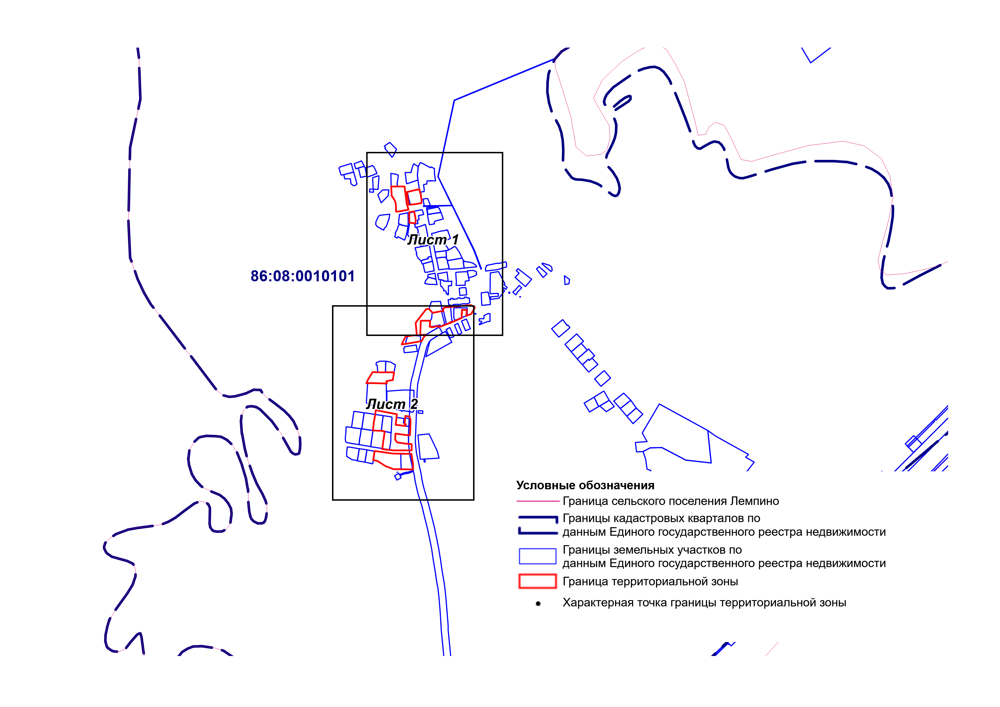 Лист 1
86:08:0010101
Лист 2
Условные обозначения
Граница сельского поселения Лемпино
Границы кадастровых кварталов по
данным Единого государственного реестра недвижимости
Границы земельных участков по
данным Единого государственного реестра недвижимости
Граница территориальной зоны
Характерная точка границы территориальной зоны